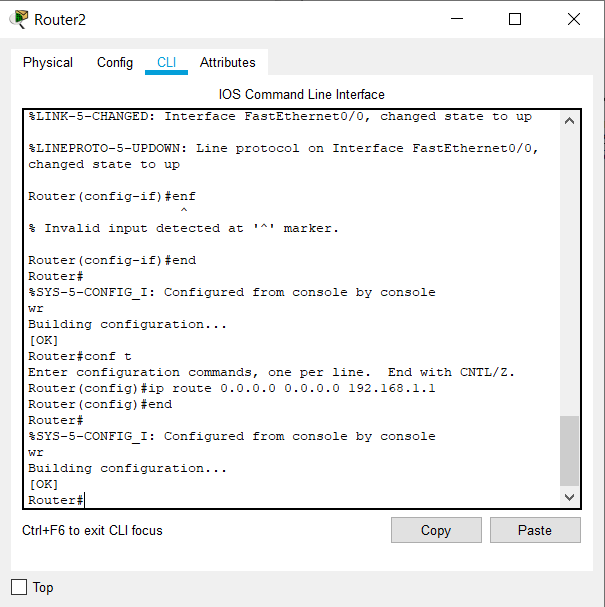 Router2
Physical Config CLI Attributes
IOS Command Line Interface
%LINK-5-CHANGED: Interface FastEthernet0/0, changed state to up
%LINEPROTO-5-UPDOWN: Line protocol on Interface FastEthernet0/0,
changed state to up
Router(config-if)#enf
^
% Invalid input detected at '^' marker.
Router(config-if)#end
Router#
%SYS-5-CONFIG_I: Configured from console by console
wr
Building configuration...
[OK]
Router#conf t
Enter configuration commands, one per line.  End with CNTL/Z.
Router(config)#ip route 0.0.0.0 0.0.0.0 192.168.1.1
Router(config)#end
Router#
%SYS-5-CONFIG_I: Configured from console by console
wr
Building configuration...
[OK]
Router#
Ctrl+F6 to exit CLI focus
Copy Paste
Top